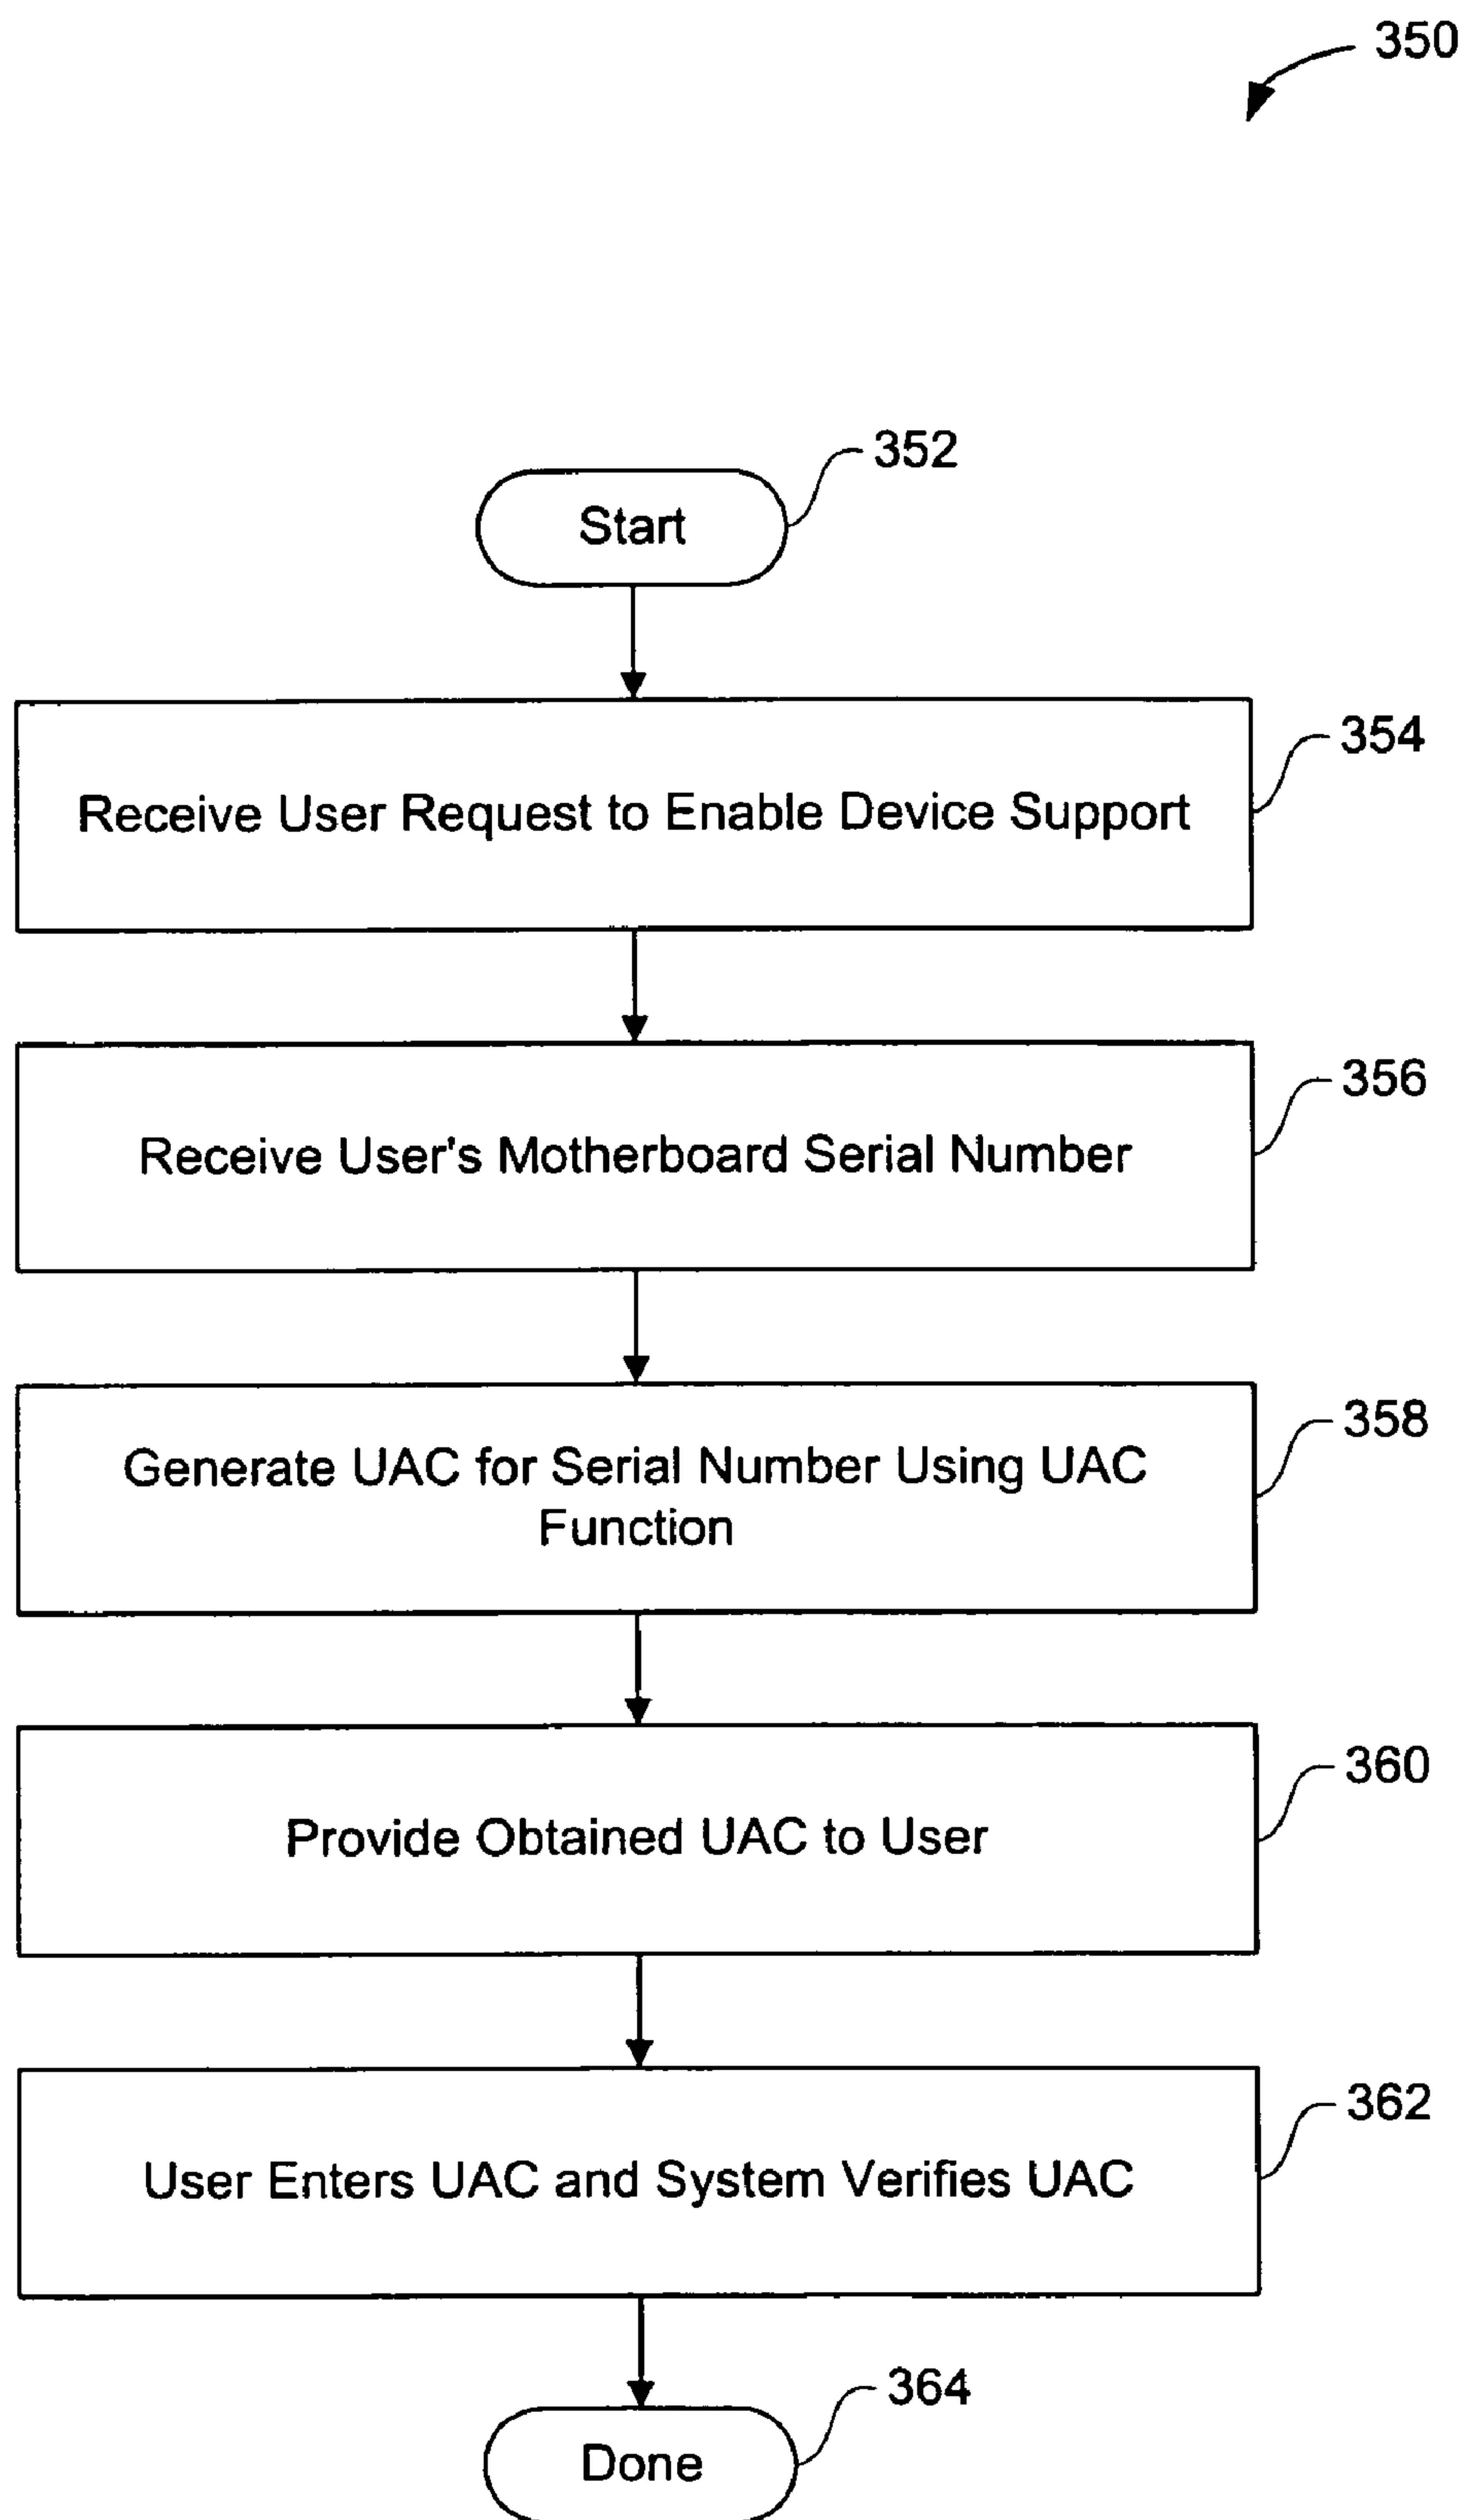 350
352
Start
354
Receive User Request to Enable Device Support
356
Receive User's Motherboard Serial Number
358
Generate UAC for Serial Number Using UAC
Function
360
Provide Obtained UAC to User
362
User Enters UAC and System Verifies UAC
364
Done